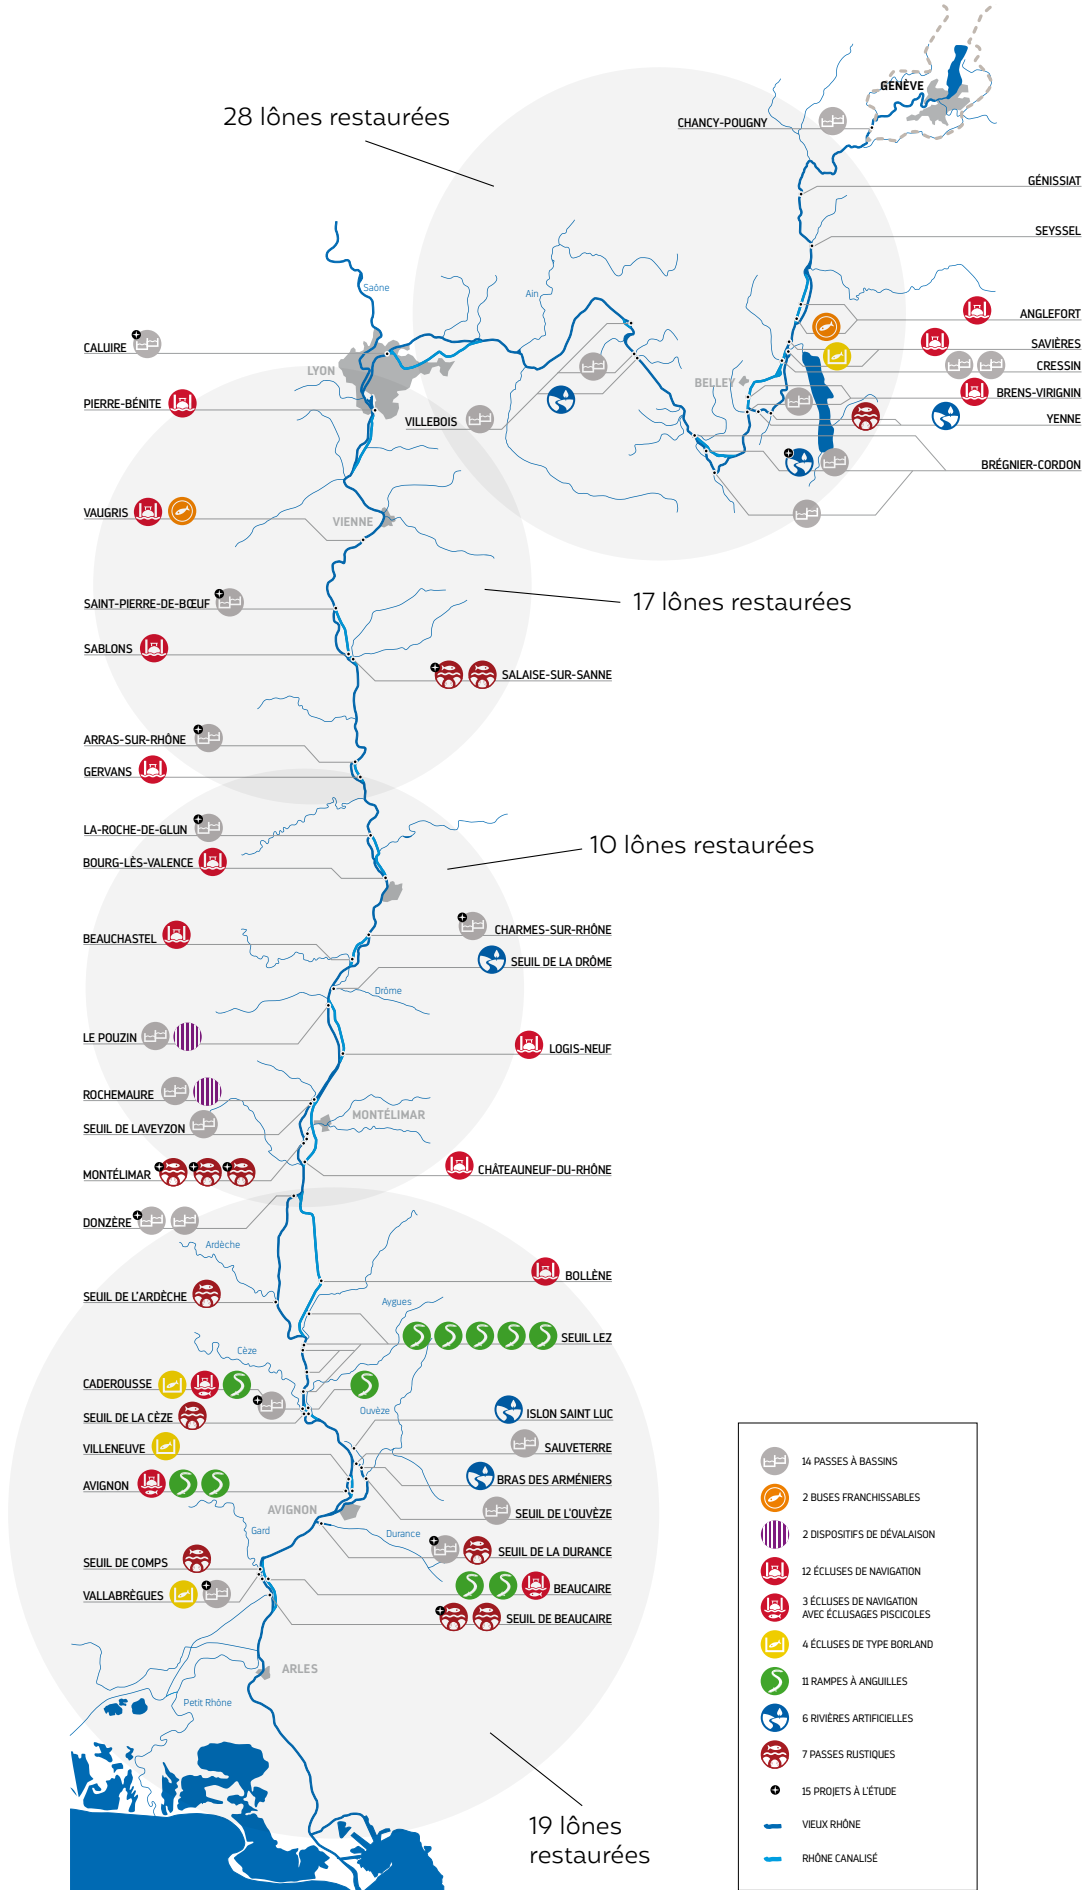 GENÈVE
28 lônes restaurées
CHANCY-POUGNY
GÉNISSIAT
SEYSSEL
Saône
Ain
ANGLEFORT
CALUIRE
SAVIÈRES
LYON
CRESSIN
BELLEY
BRENS-VIRIGNIN
PIERRE-BÉNITE
VILLEBOIS
YENNE
BRÉGNIER-CORDON
VAUGRIS
VIENNE
SAINT-PIERRE-DE-BŒUF
17 lônes restaurées
SABLONS
SALAISE-SUR-SANNE
ARRAS-SUR-RHÔNE
GERVANS
LA-ROCHE-DE-GLUN
10 lônes restaurées
BOURG-LÈS-VALENCE
CHARMES-SUR-RHÔNE
BEAUCHASTEL
SEUIL DE LA DRÔME
Drôme
LE POUZIN
LOGIS-NEUF
ROCHEMAURE
MONTÉLIMAR
SEUIL DE LAVEYZON
MONTÉLIMAR
CHÂTEAUNEUF-DU-RHÔNE
DONZÈRE
Ardèche
BOLLÈNE
SEUIL DE L'ARDÈCHE
Aygues
SEUIL LEZ
Cèze
CADEROUSSE
Ouvèze
ISLON SAINT LUC
SEUIL DE LA CÈZE
VILLENEUVE
SAUVETERRE
AVIGNON
BRAS DES ARMÉNIERS
AVIGNON
SEUIL DE L'OUVÈZE
Gard
Durance
SEUIL DE LA DURANCE
SEUIL DE COMPS
BEAUCAIRE
VALLABRÈGUES
SEUIL DE BEAUCAIRE
ARLES
Petit Rhône
19 lônes
restaurées
14 PASSES À BASSINS
2 BUSES FRANCHISSABLES
2 DISPOSITIFS DE DÉVALAISON
12 ÉCLUSES DE NAVIGATION
3 ÉCLUSES DE NAVIGATION
AVEC ÉCLUSAGES PISCICOLES
4 ÉCLUSES DE TYPE BORLAND
11 RAMPES À ANGUILLES
6 RIVIÈRES ARTIFICIELLES
7 PASSES RUSTIQUES
15 PROJETS À L'ÉTUDE
VIEUX RHÔNE
RHÔNE CANALISÉ